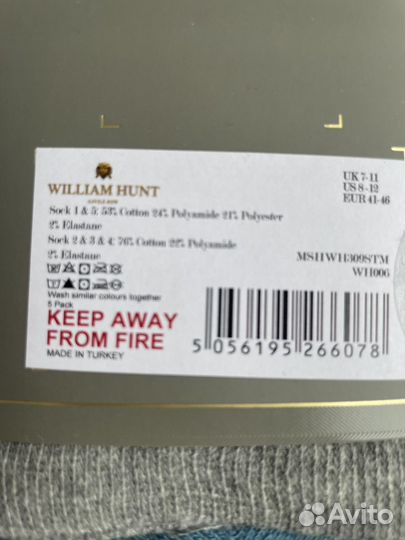 WILLIAM HUNT
SAVILE ROW
Sock 1 & 5: 53% Cotton 24% Polyamide 21% Polyester
2% Elastane
Sock 2 & 3 & 4: 76% Cotton 22% Polyamide
2% Elastane
Wash similar colours together
5 Pack
KEEP AWAY
FROM FIRE
MADE IN TURKEY
UK 7-11
US 8-12
EUR 41-46
MSHWH309STM
WH006
5 056195 266078
Avito